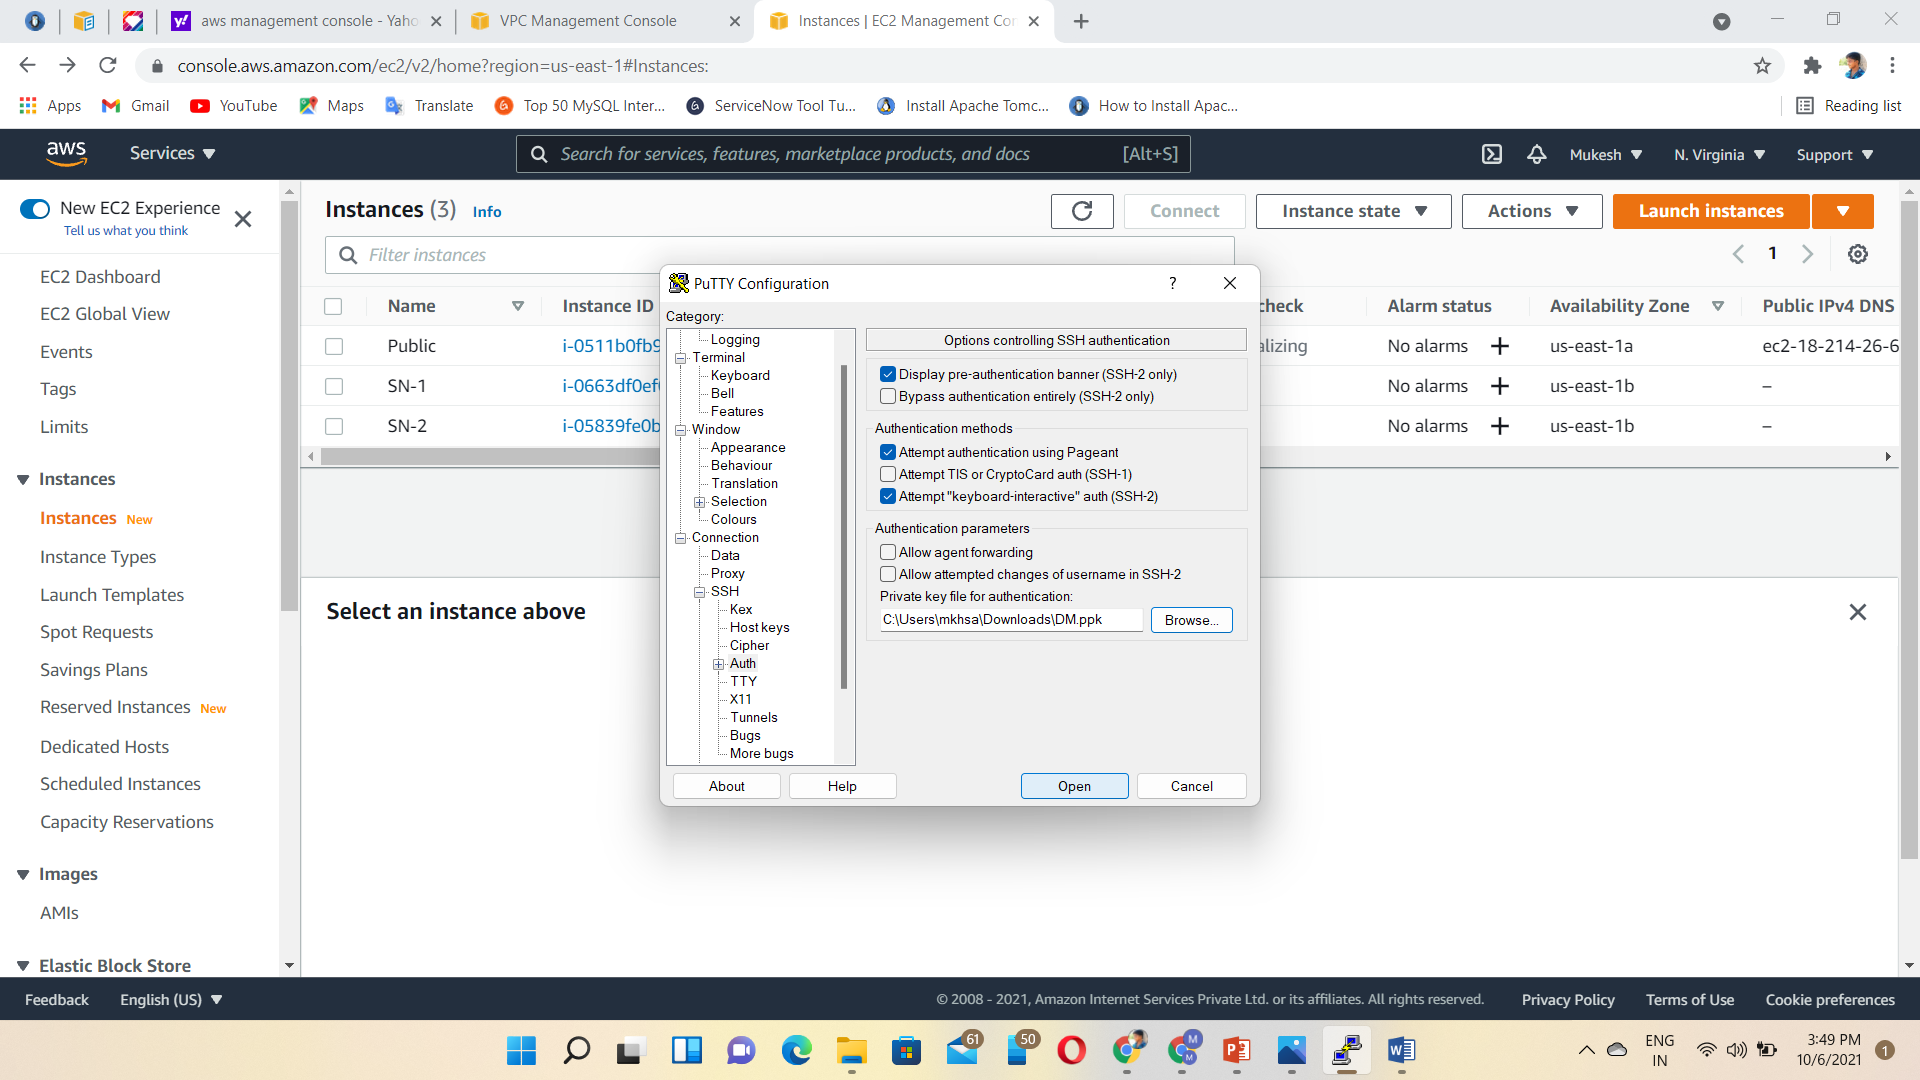 aws management console - Yaho
VPC Management Console
Instances | EC2 Management Con
console.aws.amazon.com/ec2/v2/home?region=us-east-1#Instances:
Apps Gmail YouTube Maps Translate Top 50 MySQL Inter... ServiceNow Tool Tu... Install Apache Tomc... How to Install Apac... Reading list
aws Services Search for services, features, marketplace products, and docs [Alt+S] Mukesh N. Virginia Support
New EC2 Experience
Tell us what you think
EC2 Dashboard
EC2 Global View
Events
Tags
Limits
Instances
Instances New
Instance Types
Launch Templates
Spot Requests
Savings Plans
Reserved Instances New
Dedicated Hosts
Scheduled Instances
Capacity Reservations
Images
AMIs
Elastic Block Store
Instances (3) Info
Connect Instance state Actions Launch instances
Filter instances
1
Name Instance ID check Alarm status Availability Zone Public IPv4 DNS
Public i-0511b0fb9 alizing No alarms + us-east-1a ec2-18-214-26-6
SN-1 i-0663df0ef No alarms + us-east-1b –
SN-2 i-05839fe0b No alarms + us-east-1b –
Select an instance above
PuTTY Configuration
?
Category:
Logging
Terminal
Keyboard
Bell
Features
Window
Appearance
Behaviour
Translation
Selection
Colours
Connection
Data
Proxy
SSH
Kex
Host keys
Cipher
Auth
TTY
X11
Tunnels
Bugs
More bugs
Options controlling SSH authentication
Display pre-authentication banner (SSH-2 only)
Bypass authentication entirely (SSH-2 only)
Authentication methods
Attempt authentication using Pageant
Attempt TIS or CryptoCard auth (SSH-1)
Attempt "keyboard-interactive" auth (SSH-2)
Authentication parameters
Allow agent forwarding
Allow attempted changes of username in SSH-2
Private key file for authentication:
C:\Users\mkhsa\Downloads\DM.ppk Browse...
About Help Open Cancel
Feedback English (US) © 2008 - 2021, Amazon Internet Services Private Ltd. or its affiliates. All rights reserved. Privacy Policy Terms of Use Cookie preferences
61
50
M
M
ENG
IN
3:49 PM
10/6/2021
1